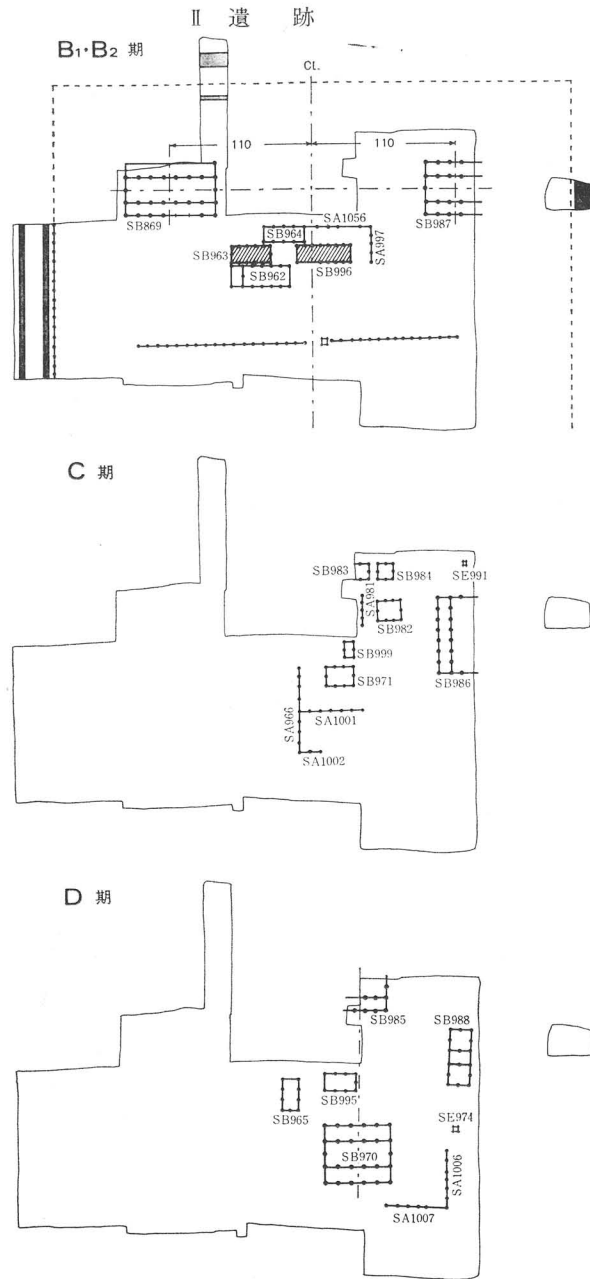 II 遺 跡
B₁·B₂ 期
CL.
110
110
SB869
SB987
SA1056
SB964
SA997
SB963
SB996
SB962
C 期
SB983
SB984
SE991
SA981
SB982
SB999
SB986
SB971
SA966
SA1001
SA1002
D 期
SB985
SB988
SB995
SB965
SE974
SB970
SA1006
SA1007